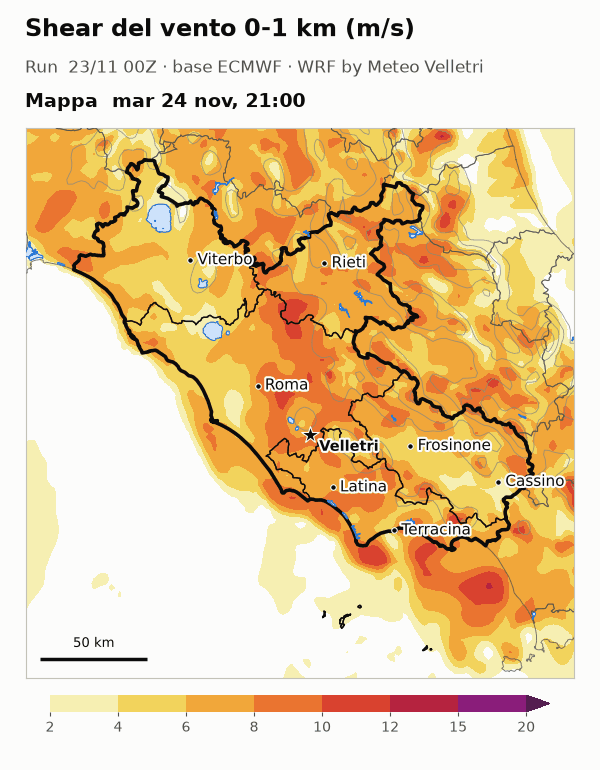 Shear del vento 0-1 km (m/s)
Run 23/11 00Z · base ECMWF · WRF by Meteo Velletri
Mappa mar 24 nov, 21:00
Viterbo
Rieti
Roma
Velletri
Frosinone
Latina
Cassino
Terracina
50 km
2 4 6 8 10 12 15 20